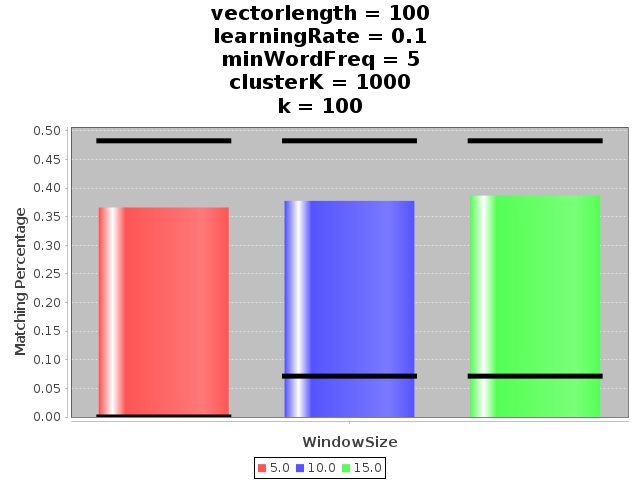 vectorlength = 100
learningRate = 0.1
minWordFreq = 5
clusterK = 1000
k = 100
0.50
0.45
0.40
0.35
0.30
0.25
0.20
0.15
0.10
0.05
0.00
Matching Percentage
WindowSize
5.0 10.0 15.0